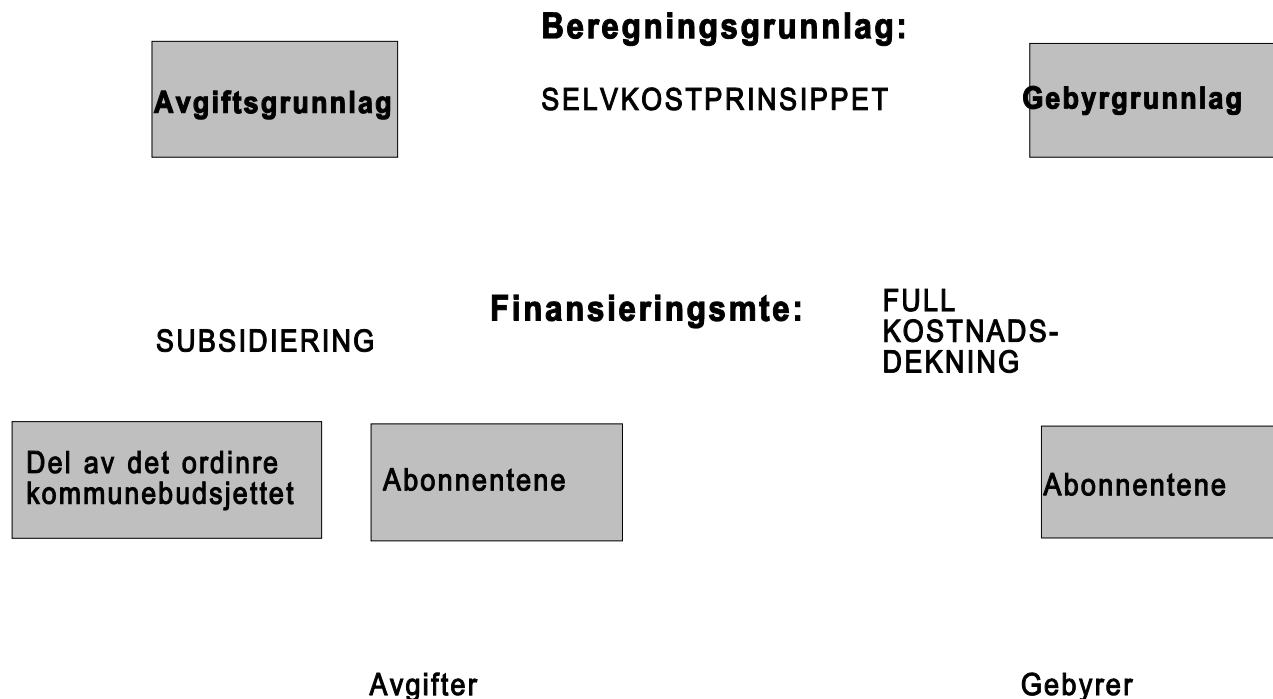 Beregningsgrunnlag:
Avgiftsgrunnlag
SELVKOSTPRINSIPPET
Gebyrgrunnlag
Finansieringsmte:
SUBSIDIERING
FULL
KOSTNADS-
DEKNING
Del av det ordinre
kommunebudsjettet
Abonnentene
Abonnentene
Avgifter
Gebyrer